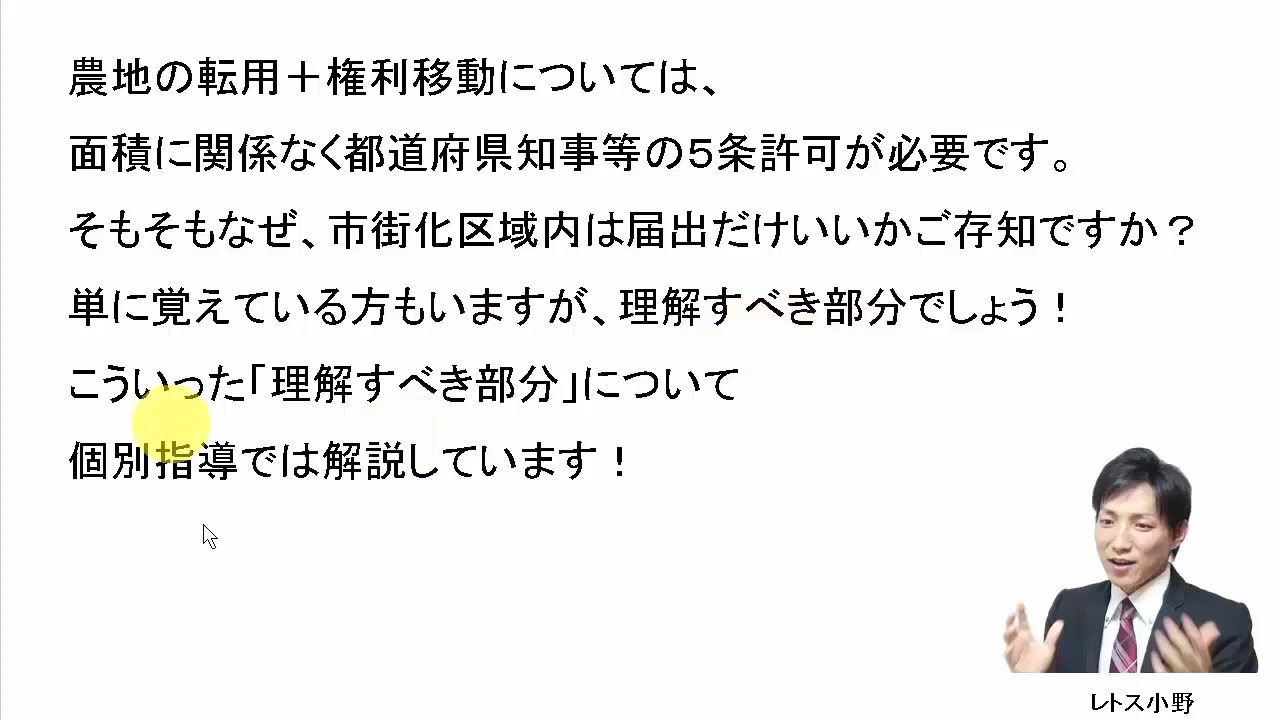 農地の転用＋権利移動については、
面積に関係なく都道府県知事等の５条許可が必要です。
そもそもなぜ、市街化区域内は届出だけいいかご存知ですか？
単に覚えている方もいますが、理解すべき部分でしょう！
こういった「理解すべき部分」について
個別指導では解説しています！
レトス小野